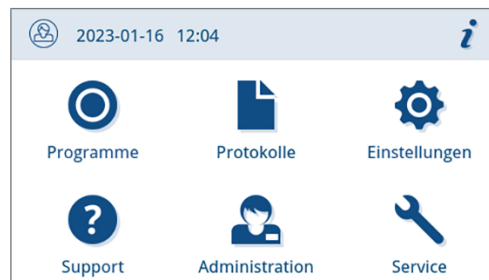 2023-01-16 12:04 i
Programme Protokolle Einstellungen
?
Support Administration Service